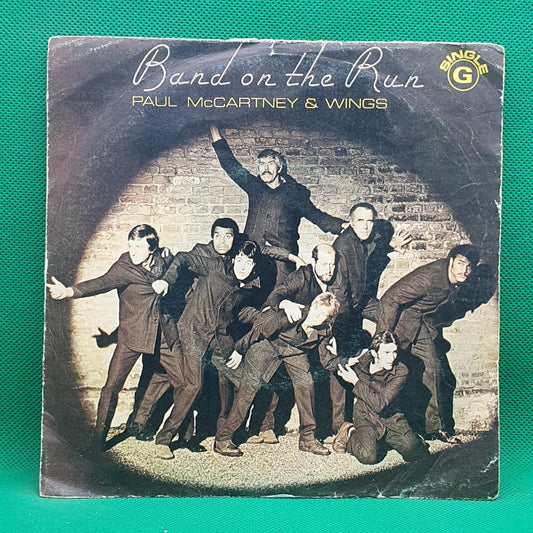 Band on the Run
PAUL McCARTNEY & WINGS
SINGLE
G